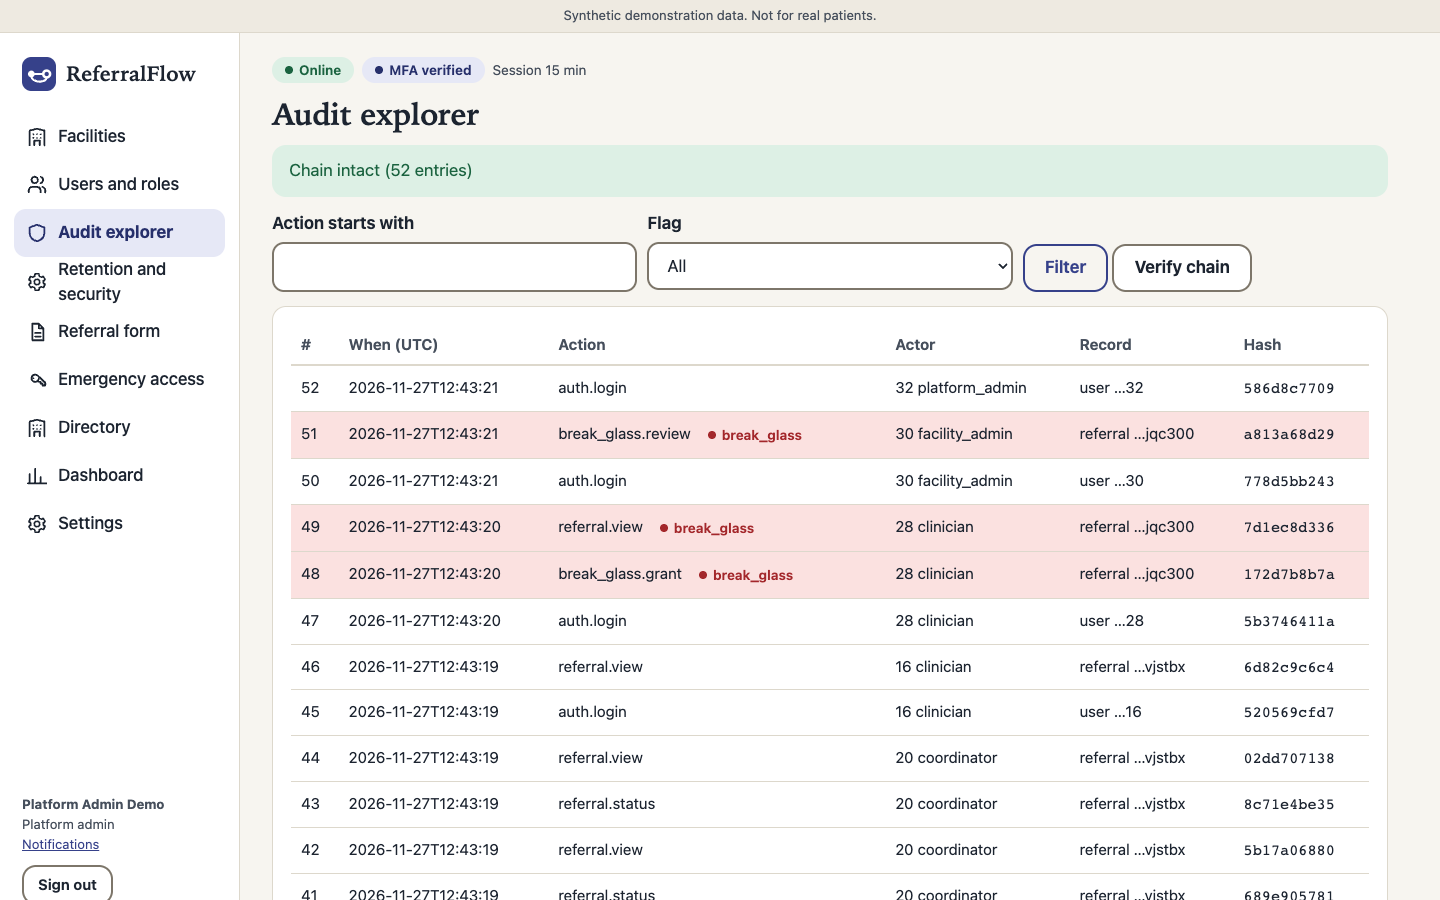 Synthetic demonstration data. Not for real patients.
ReferralFlow
Facilities
Users and roles
Audit explorer
Retention and
security
Referral form
Emergency access
Directory
Dashboard
Settings
Platform Admin Demo
Platform admin
Notifications
Sign out
Online MFA verified Session 15 min
Audit explorer
Chain intact (52 entries)
Action starts with Flag
All Filter Verify chain
# When (UTC) Action Actor Record Hash
52 2026-11-27T12:43:21 auth.login 32 platform_admin user ...32 586d8c7709
51 2026-11-27T12:43:21 break_glass.review break_glass 30 facility_admin referral ...jqc300 a813a68d29
50 2026-11-27T12:43:21 auth.login 30 facility_admin user ...30 778d5bb243
49 2026-11-27T12:43:20 referral.view break_glass 28 clinician referral ...jqc300 7d1ec8d336
48 2026-11-27T12:43:20 break_glass.grant break_glass 28 clinician referral ...jqc300 172d7b8b7a
47 2026-11-27T12:43:20 auth.login 28 clinician user ...28 5b3746411a
46 2026-11-27T12:43:19 referral.view 16 clinician referral ...vjstbx 6d82c9c6c4
45 2026-11-27T12:43:19 auth.login 16 clinician user ...16 520569cfd7
44 2026-11-27T12:43:19 referral.view 20 coordinator referral ...vjstbx 02dd707138
43 2026-11-27T12:43:19 referral.status 20 coordinator referral ...vjstbx 8c71e4be35
42 2026-11-27T12:43:19 referral.view 20 coordinator referral ...vjstbx 5b17a06880
41 2026-11-27T12:43:19 referral.status 20 coordinator referral ...vjstbx 689e905781